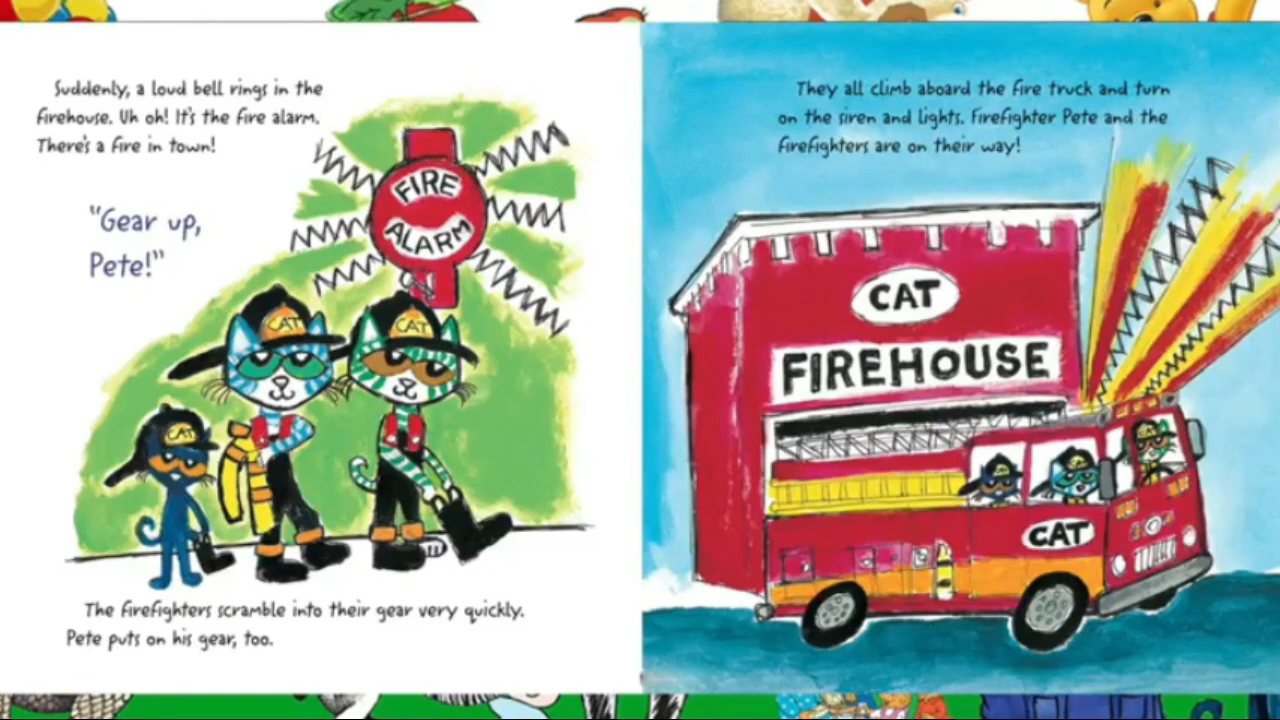 Suddenly, a loud bell rings in the
firehouse. Uh oh! It's the fire alarm.
There's a fire in town!
"Gear up,
Pete!"
FIRE
ALARM
CAT
CAT
CAT
The firefighters scramble into their gear very quickly.
Pete puts on his gear, too.
They all climb aboard the fire truck and turn
on the siren and lights. Firefighter Pete and the
firefighters are on their way!
CAT
FIREHOUSE
CAT